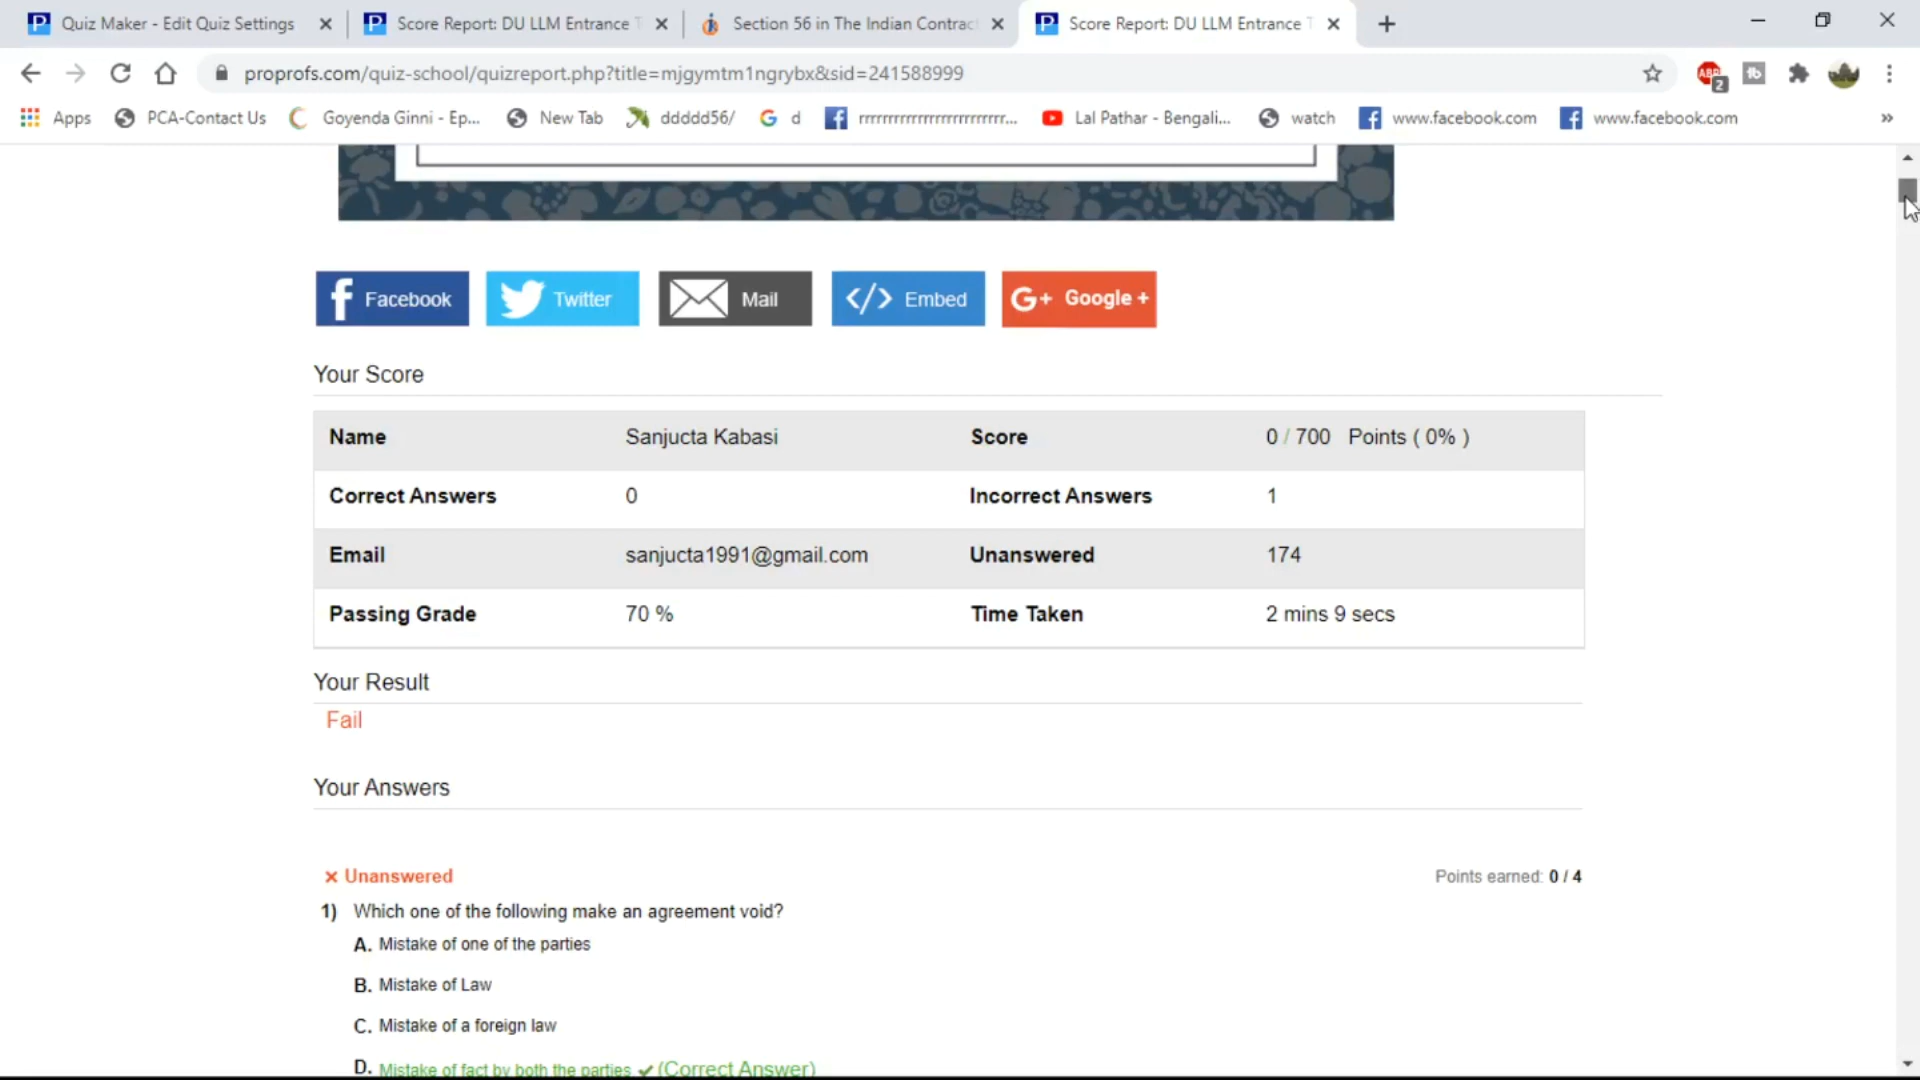 Quiz Maker - Edit Quiz Settings
Score Report: DU LLM Entrance T
Section 56 in The Indian Contrac
Score Report: DU LLM Entrance T
proprofs.com/quiz-school/quizreport.php?title=mjgymtm1ngrybx&sid=241588999
ABP
2
tb
Apps
PCA-Contact Us
Goyenda Ginni - Ep...
New Tab
ddddd56/
d
rrrrrrrrrrrrrrrrrrrrrrrr...
Lal Pathar - Bengali...
watch
www.facebook.com
www.facebook.com
Facebook
Twitter
Mail
</> Embed
G+ Google +
Your Score
Name Sanjucta Kabasi Score 0 / 700 Points ( 0% )
Correct Answers 0 Incorrect Answers 1
Email sanjucta1991@gmail.com Unanswered 174
Passing Grade 70 % Time Taken 2 mins 9 secs
Your Result
Fail
Your Answers
× Unanswered Points earned: 0 / 4
1) Which one of the following make an agreement void?
A. Mistake of one of the parties
B. Mistake of Law
C. Mistake of a foreign law
D. Mistake of fact by both the parties ✔ (Correct Answer)